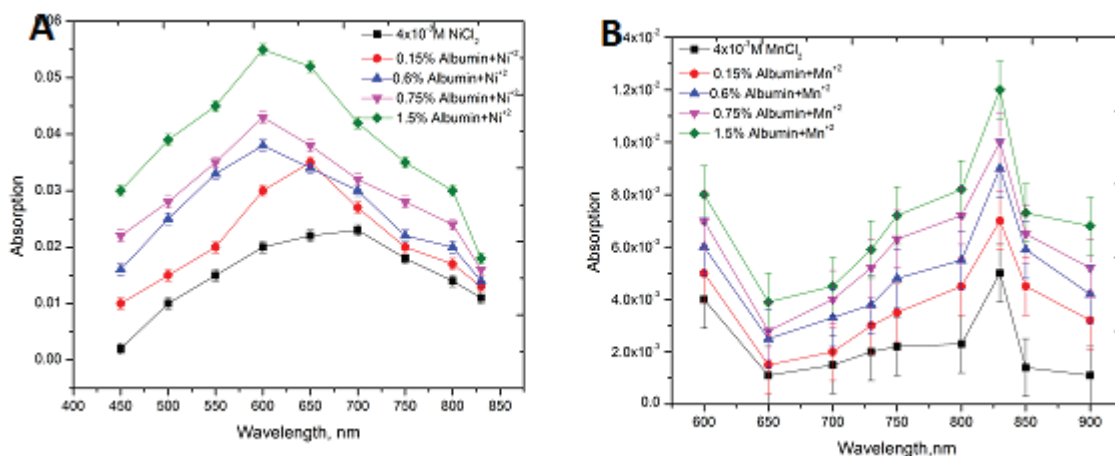 A
0.06
0.05
0.04
0.03
0.02
0.01
0.00
Absorption
4x10⁻³M NiCl₂
0.15% Albumin+Ni⁺²
0.6% Albumin+Ni⁺²
0.75% Albumin+Ni⁺²
1.5% Albumin+Ni⁺²
400 450 500 550 600 650 700 750 800 850
Wavelength, nm
B
1.4x10⁻²
1.2x10⁻²
1.0x10⁻²
8.0x10⁻³
6.0x10⁻³
4.0x10⁻³
2.0x10⁻³
0.0
Absorption
4x10⁻³M MnCl₂
0.15% Albumin+Mn⁺²
0.6% Albumin+Mn⁺²
0.75% Albumin+Mn⁺²
1.5% Albumin+Mn⁺²
600 650 700 750 800 850 900
Wavelength,nm